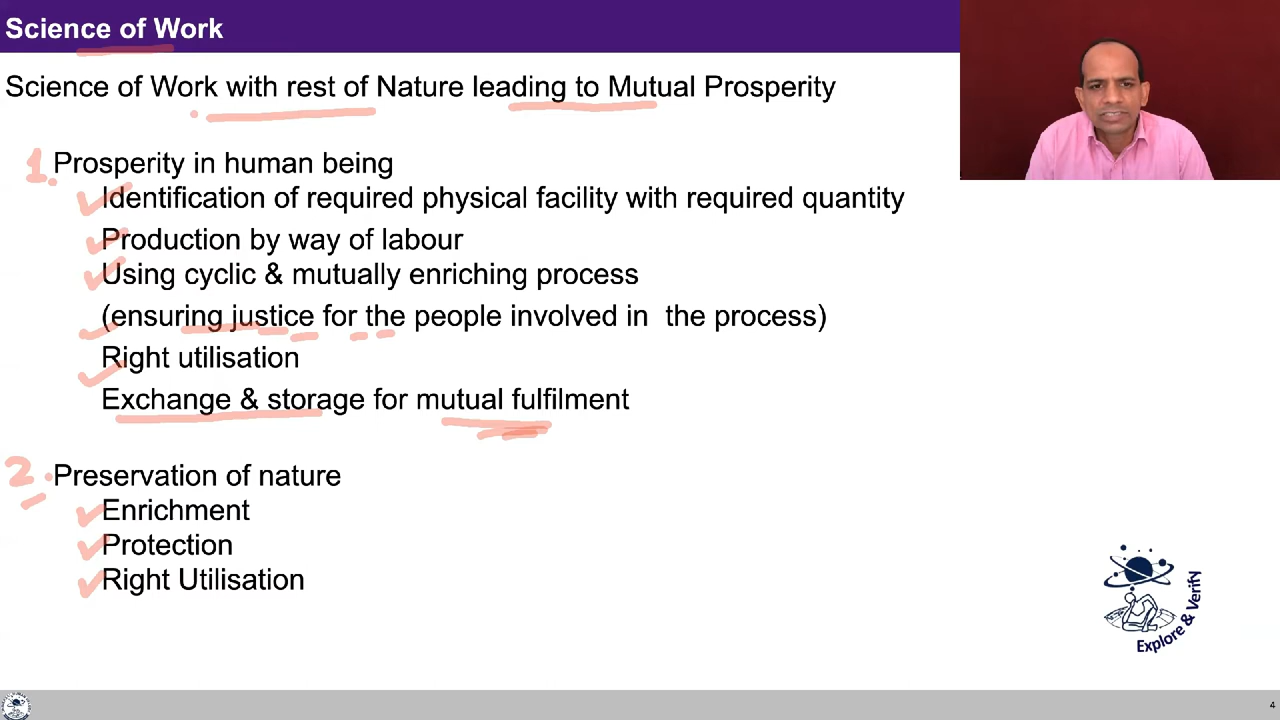 Science of Work
Science of Work with rest of Nature leading to Mutual Prosperity
1. Prosperity in human being
Identification of required physical facility with required quantity
Production by way of labour
Using cyclic & mutually enriching process
(ensuring justice for the people involved in the process)
Right utilisation
Exchange & storage for mutual fulfilment
2. Preservation of nature
Enrichment
Protection
Right Utilisation
Explore & Verify
4